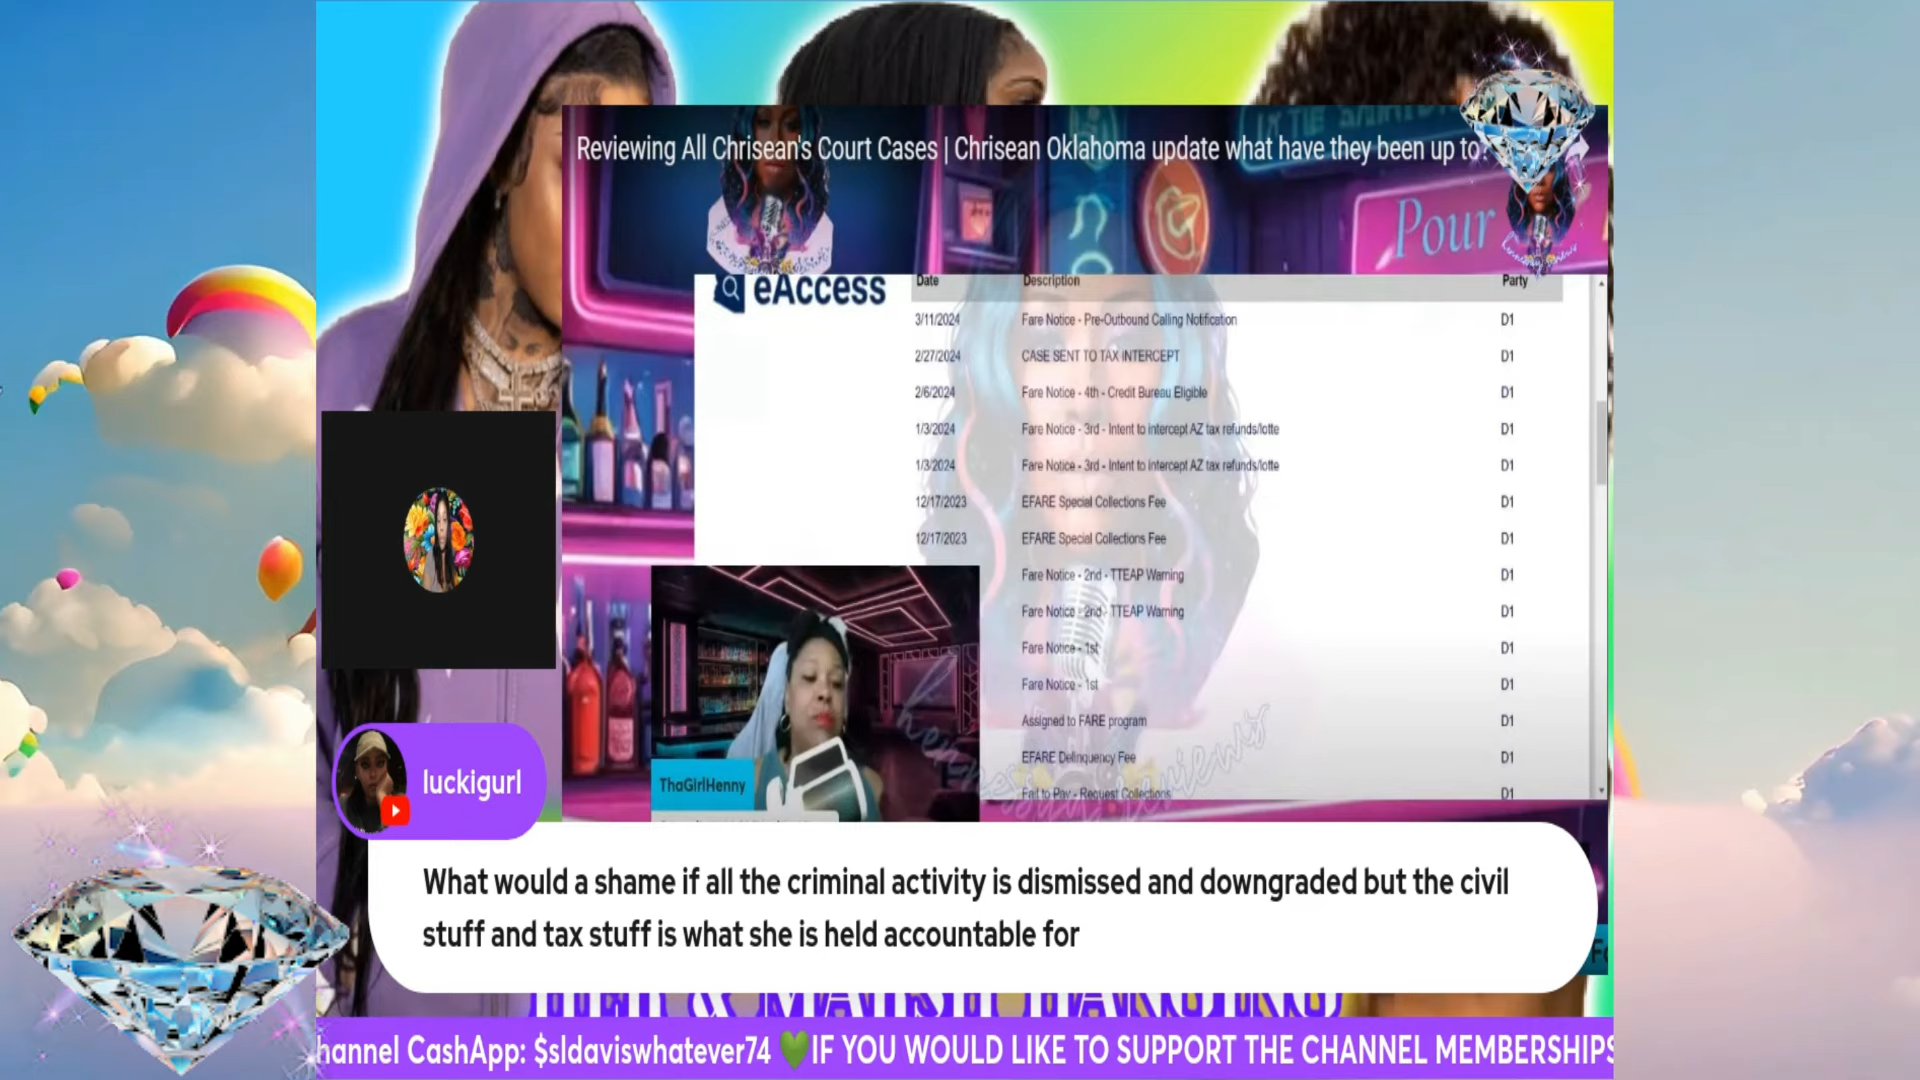 Reviewing All Chrisean's Court Cases | Chrisean Oklahoma update what have they been up to?
Pour
eAccess
Date Description Party
3/11/2024 Fare Notice - Pre-Outbound Calling Notification D1
2/27/2024 CASE SENT TO TAX INTERCEPT D1
2/6/2024 Fare Notice - 4th - Credit Bureau Eligible D1
1/3/2024 Fare Notice - 3rd - Intent to intercept AZ tax refunds/lotte D1
1/3/2024 Fare Notice - 3rd - Intent to intercept AZ tax refunds/lotte D1
12/17/2023 EFARE Special Collections Fee D1
12/17/2023 EFARE Special Collections Fee D1
Fare Notice - 2nd - TTEAP Warning D1
Fare Notice - 2nd - TTEAP Warning D1
Fare Notice - 1st D1
Fare Notice - 1st D1
Assigned to FARE program D1
EFARE Delinquency Fee D1
Fail to Pay - Request Collections D1
ThaGirlHenny
luckigurl
What would a shame if all the criminal activity is dismissed and downgraded but the civil
stuff and tax stuff is what she is held accountable for
hannel CashApp: $sldaviswhatever74 💚IF YOU WOULD LIKE TO SUPPORT THE CHANNEL MEMBERSHIPS